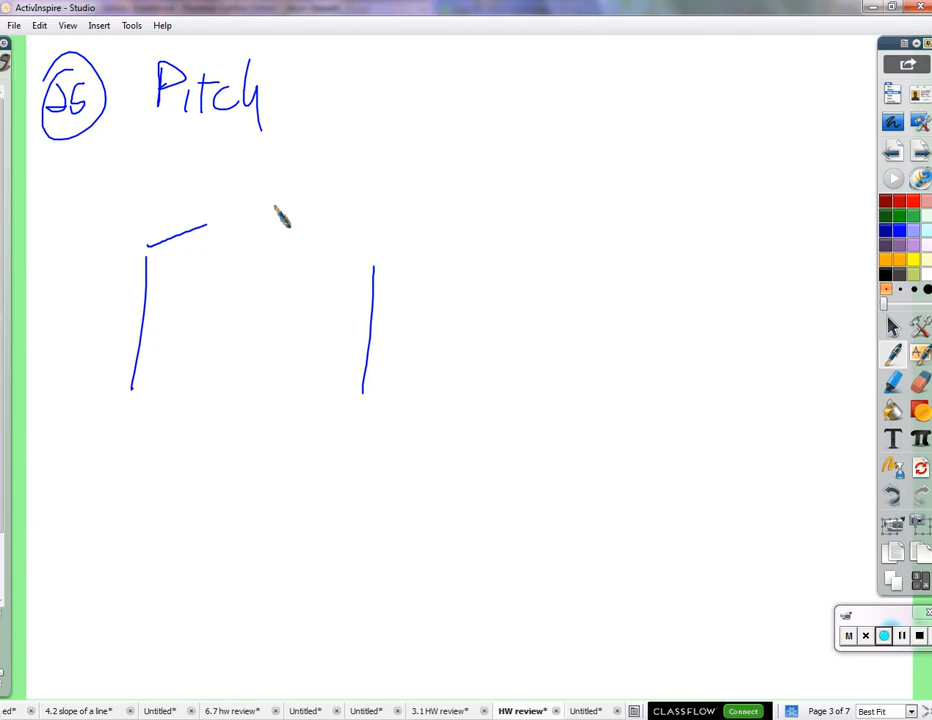 ActivInspire - Studio
File Edit View Insert Tools Help
Pitch
M
ed* 4.2 slope of a line* Untitled* 6.7 hw review* Untitled* Untitled* 3.1 HW review* HW review* Untitled* CLASSFLOW Connect Page 3 of 7 Best Fit